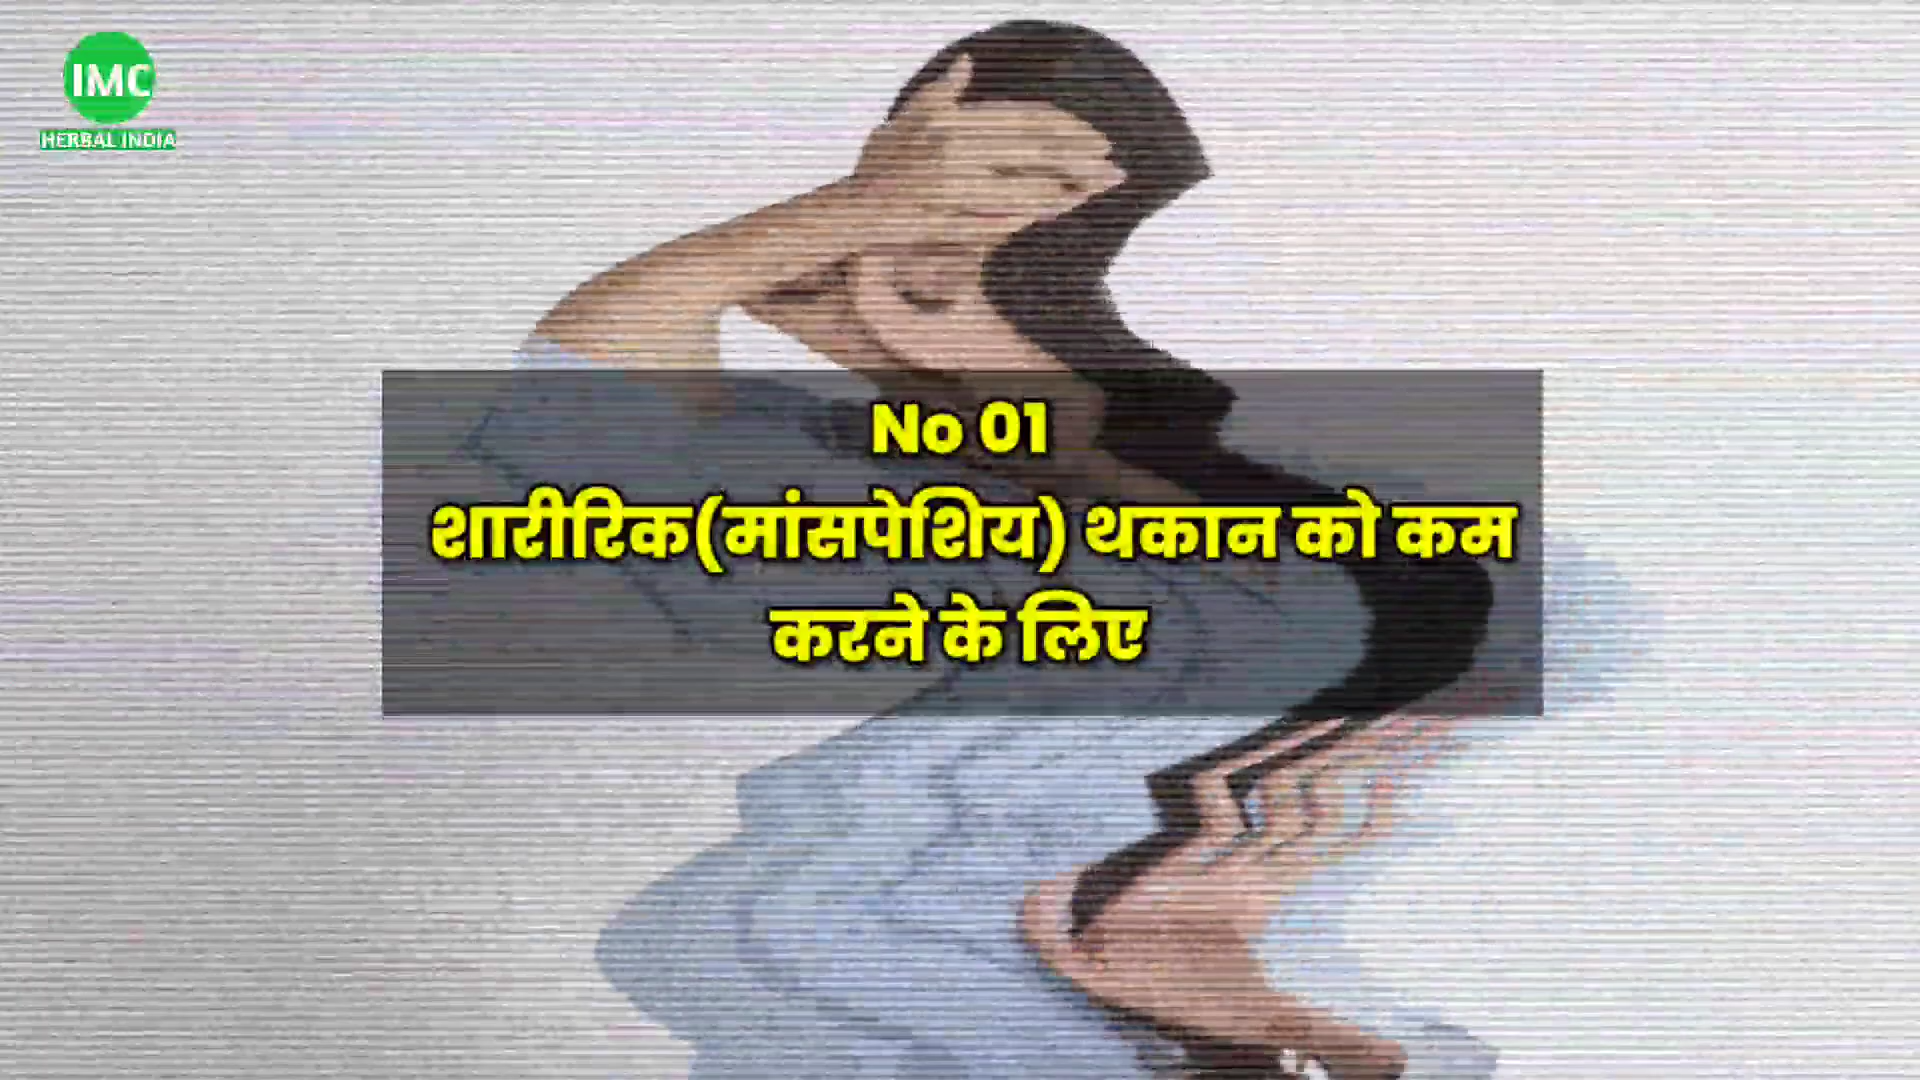 IMC
HERBAL INDIA
No 01
शारीरिक(मांसपेशिय) थकान को कम
करने के लिए